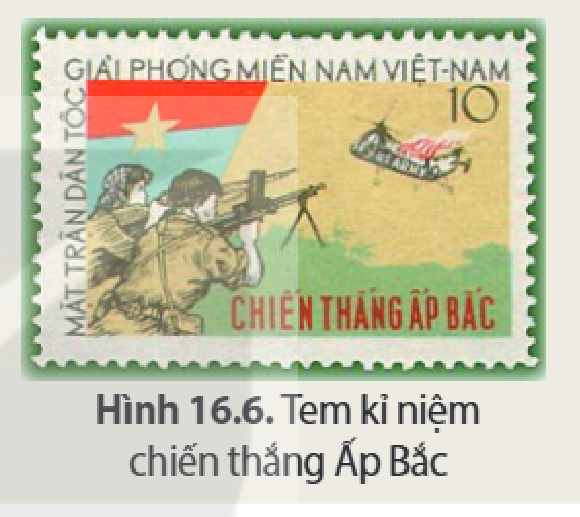 GIẢI PHÓNG MIỀN NAM VIỆT-NAM
MẶT TRẬN DÂN TỘC
10
U.S. ARMY
CHIẾN THẮNG ẤP BẮC
Hình 16.6. Tem kỉ niệm
chiến thắng Ấp Bắc